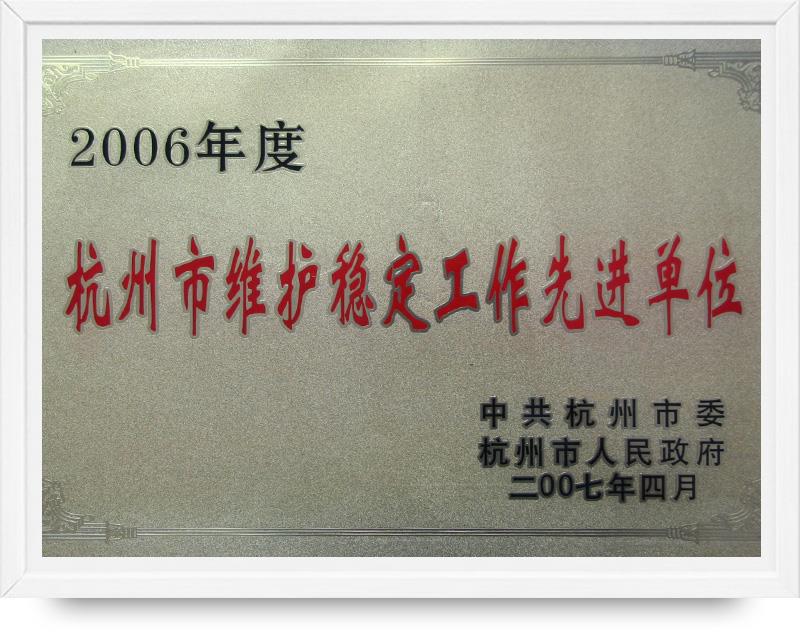 2006年度
杭州市维护稳定工作先进单位
中共杭州市委
杭州市人民政府
二00七年四月